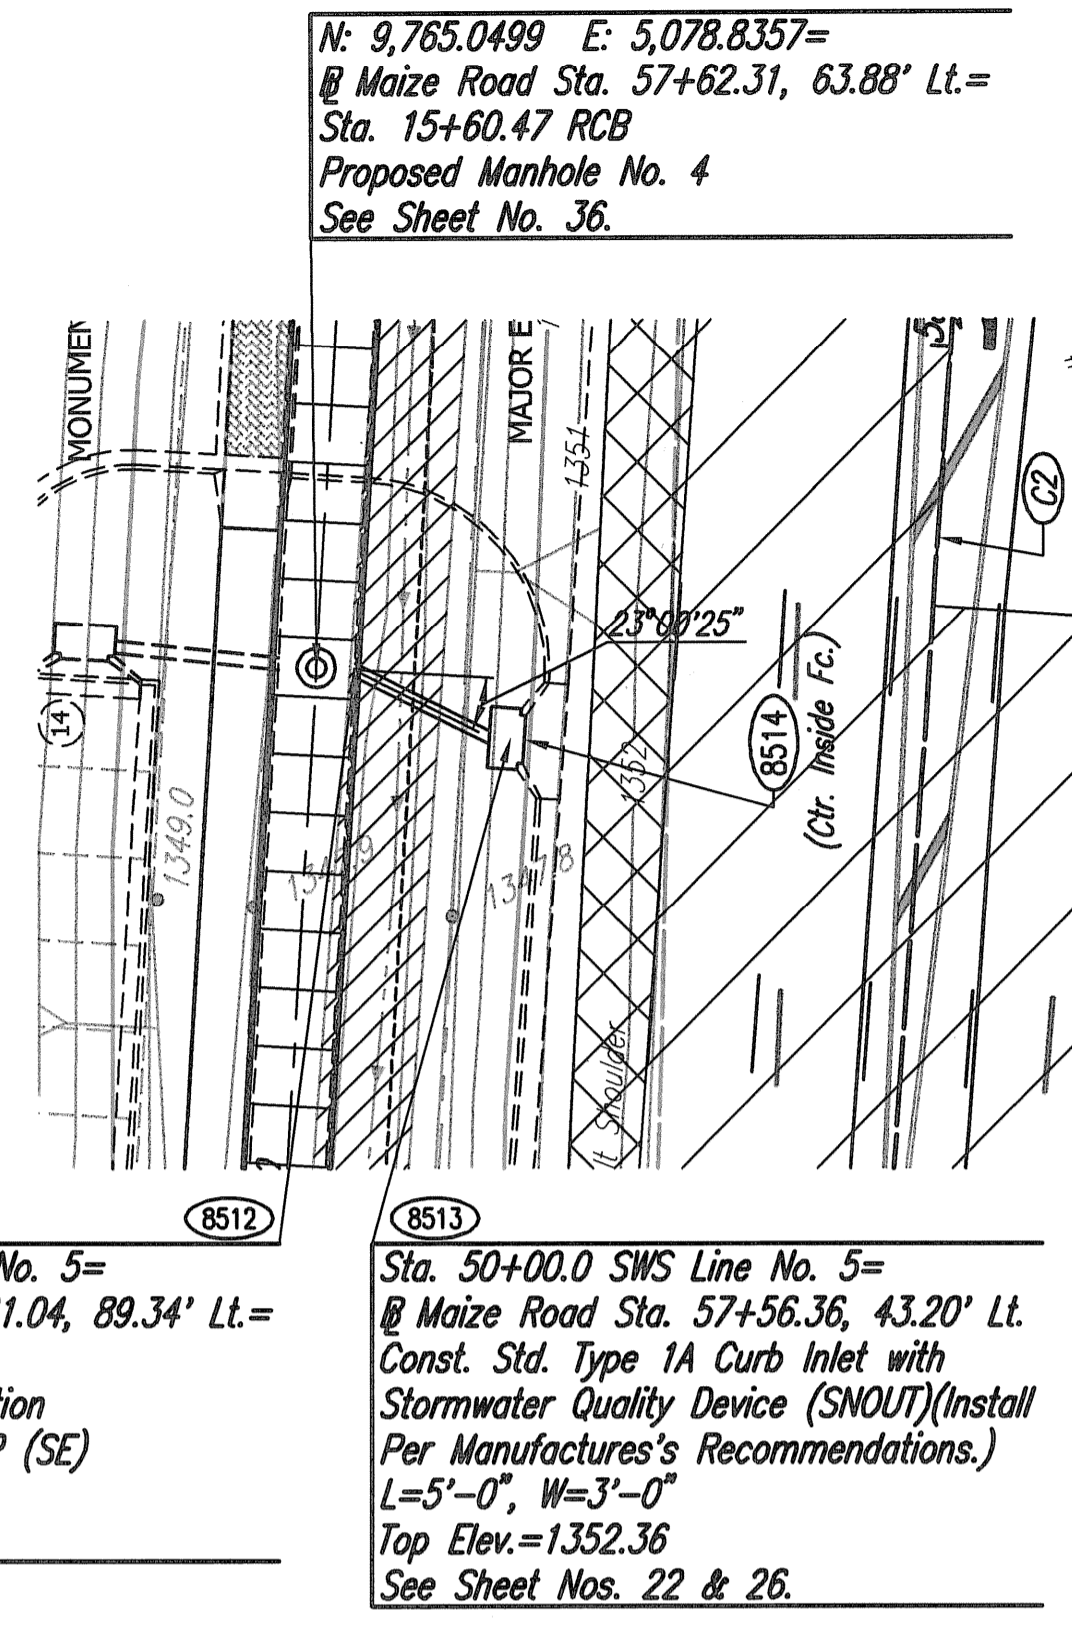 N: 9,765.0499 E: 5,078.8357=
℄ Maize Road Sta. 57+62.31, 63.88' Lt.=
Sta. 15+60.47 RCB
Proposed Manhole No. 4
See Sheet No. 36.
MONUMEN
MAJOR E
1351
C2
23°00'25"
14
8514
(Ctr. Inside Fc.)
1352
1349.0
1347.8
lt Shoulder
8512
8513
No. 5=
1.04, 89.34' Lt.=
tion
P (SE)
Sta. 50+00.0 SWS Line No. 5=
℄ Maize Road Sta. 57+56.36, 43.20' Lt.
Const. Std. Type 1A Curb Inlet with
Stormwater Quality Device (SNOUT)(Install
Per Manufactures's Recommendations.)
L=5'-0", W=3'-0"
Top Elev.=1352.36
See Sheet Nos. 22 & 26.